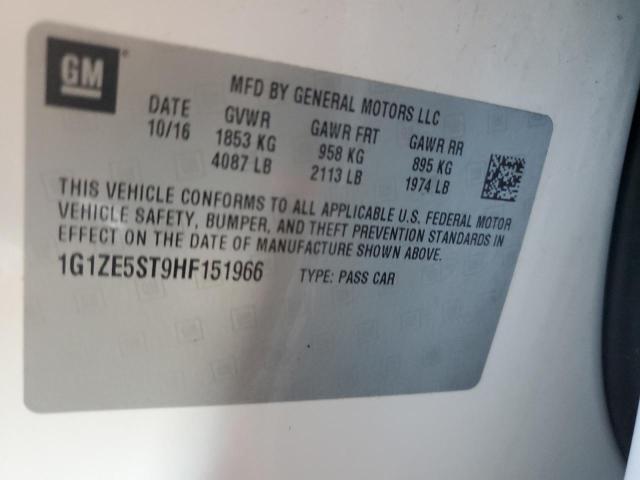 GM
MFD BY GENERAL MOTORS LLC
DATE GVWR GAWR FRT GAWR RR
10/16 1853 KG 958 KG 895 KG
4087 LB 2113 LB 1974 LB
THIS VEHICLE CONFORMS TO ALL APPLICABLE U.S. FEDERAL MOTOR
VEHICLE SAFETY, BUMPER, AND THEFT PREVENTION STANDARDS IN
EFFECT ON THE DATE OF MANUFACTURE SHOWN ABOVE.
1G1ZE5ST9HF151966 TYPE: PASS CAR